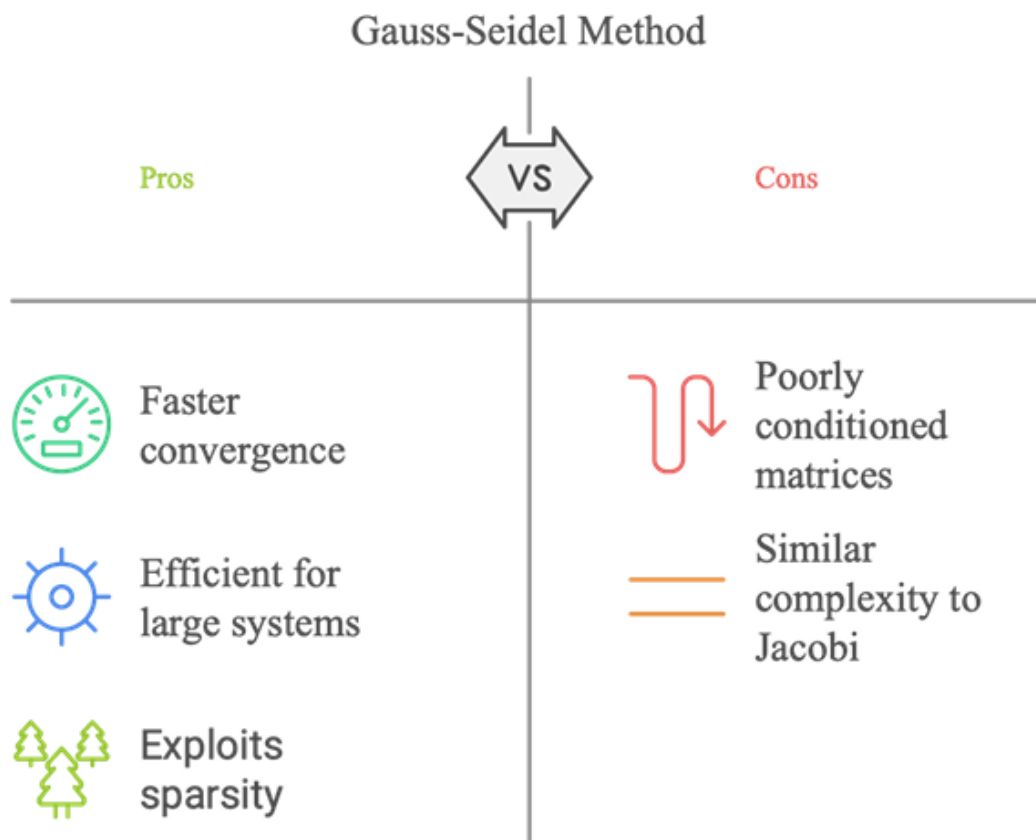 Gauss-Seidel Method
Pros
VS
Cons
Faster
convergence
Efficient for
large systems
Exploits
sparsity
Poorly
conditioned
matrices
Similar
complexity to
Jacobi